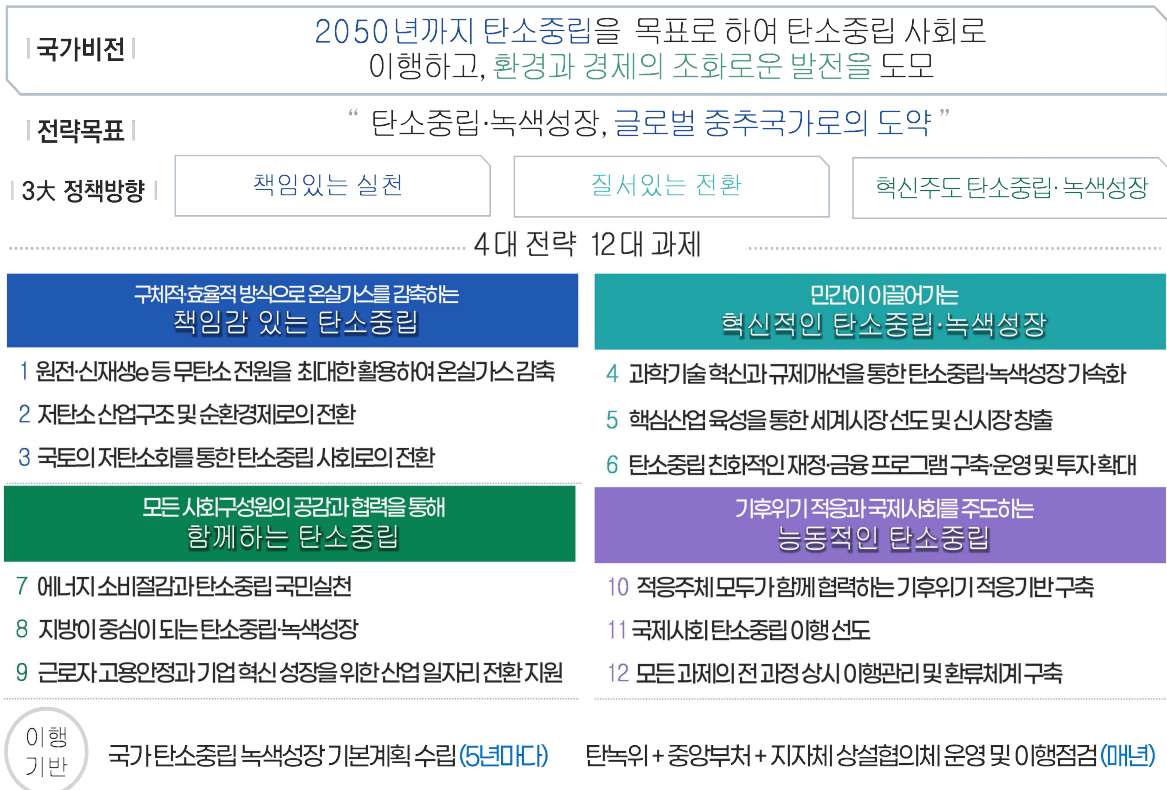 국가비전
2050년까지 탄소중립을 목표로 하여 탄소중립 사회로
이행하고, 환경과 경제의 조화로운 발전을 도모
전략목표
“ 탄소중립·녹색성장, 글로벌 중추국가로의 도약 ”
3大 정책방향
책임있는 실천
질서있는 전환
혁신주도 탄소중립·녹색성장
4대 전략 12대 과제
구체적·효율적 방식으로 온실가스를 감축하는
책임감 있는 탄소중립
1 원전·신재생e 등 무탄소 전원을 최대한 활용하여 온실가스 감축
2 저탄소 산업구조 및 순환경제로의 전환
3 국토의 저탄소화를 통한 탄소중립 사회로의 전환
민간이 이끌어가는
혁신적인 탄소중립·녹색성장
4 과학기술 혁신과 규제개선을 통한 탄소중립·녹색성장 가속화
5 핵심산업 육성을 통한 세계시장 선도 및 신시장 창출
6 탄소중립 친화적인 재정·금융 프로그램 구축·운영 및 투자 확대
모든 사회구성원의 공감과 협력을 통해
함께하는 탄소중립
7 에너지 소비절감과 탄소중립 국민실천
8 지방이 중심이 되는 탄소중립·녹색성장
9 근로자 고용안정과 기업 혁신 성장을 위한 산업 일자리 전환 지원
기후위기 적응과 국제사회를 주도하는
능동적인 탄소중립
10 적응주체 모두가 함께 협력하는 기후위기 적응기반 구축
11 국제사회 탄소중립 이행 선도
12 모든 과제의 전 과정 상시 이행관리 및 환류체계 구축
이행
기반
국가 탄소중립 녹색성장 기본계획 수립 (5년마다)
탄녹위 + 중앙부처 + 지자체 상설협의체 운영 및 이행점검 (매년)